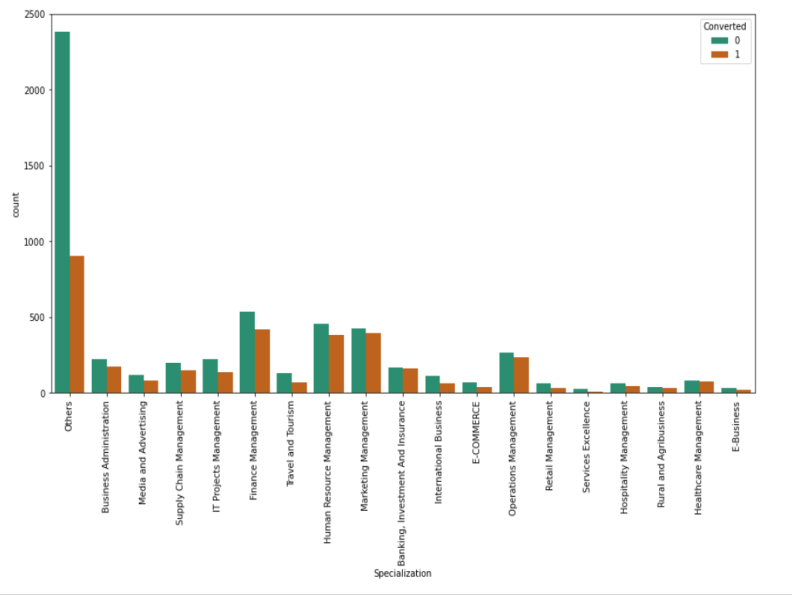 2500
2000
1500
1000
500
0
count
Converted
0
1
Others
Business Administration
Media and Advertising
Supply Chain Management
IT Projects Management
Finance Management
Travel and Tourism
Human Resource Management
Marketing Management
Banking, Investment And Insurance
International Business
E-COMMERCE
Operations Management
Retail Management
Services Excellence
Hospitality Management
Rural and Agribusiness
Healthcare Management
E-Business
Specialization